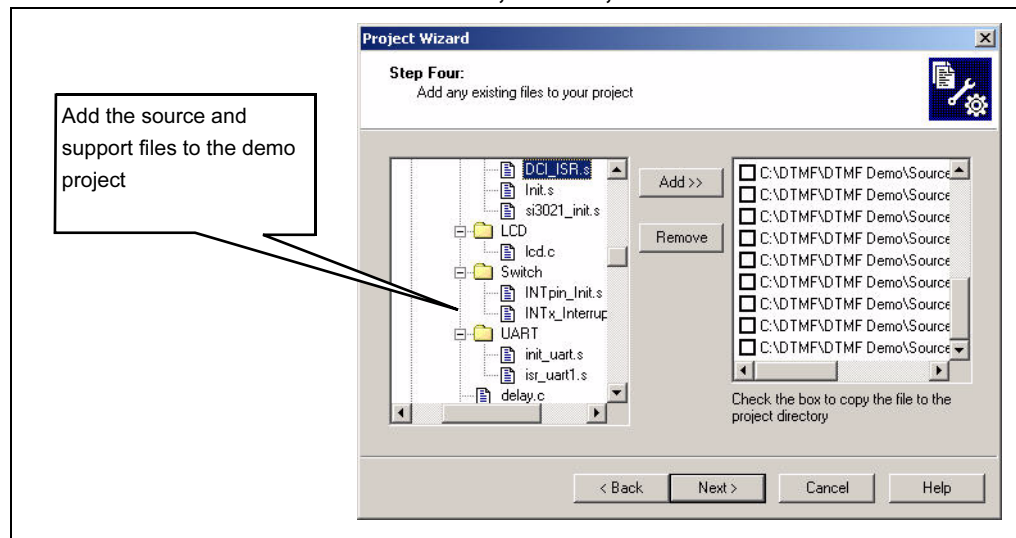 Project Wizard
Step Four:
Add any existing files to your project
Add the source and
support files to the demo
project
DCI_ISR.s
Init.s
si3021_init.s
LCD
lcd.c
Switch
INTpin_Init.s
INTx_Interrup
UART
init_uart.s
isr_uart1.s
delay.c
Add >>
Remove
C:\DTMF\DTMF Demo\Source
C:\DTMF\DTMF Demo\Source
C:\DTMF\DTMF Demo\Source
C:\DTMF\DTMF Demo\Source
C:\DTMF\DTMF Demo\Source
C:\DTMF\DTMF Demo\Source
C:\DTMF\DTMF Demo\Source
C:\DTMF\DTMF Demo\Source
C:\DTMF\DTMF Demo\Source
Check the box to copy the file to the
project directory
< Back
Next >
Cancel
Help